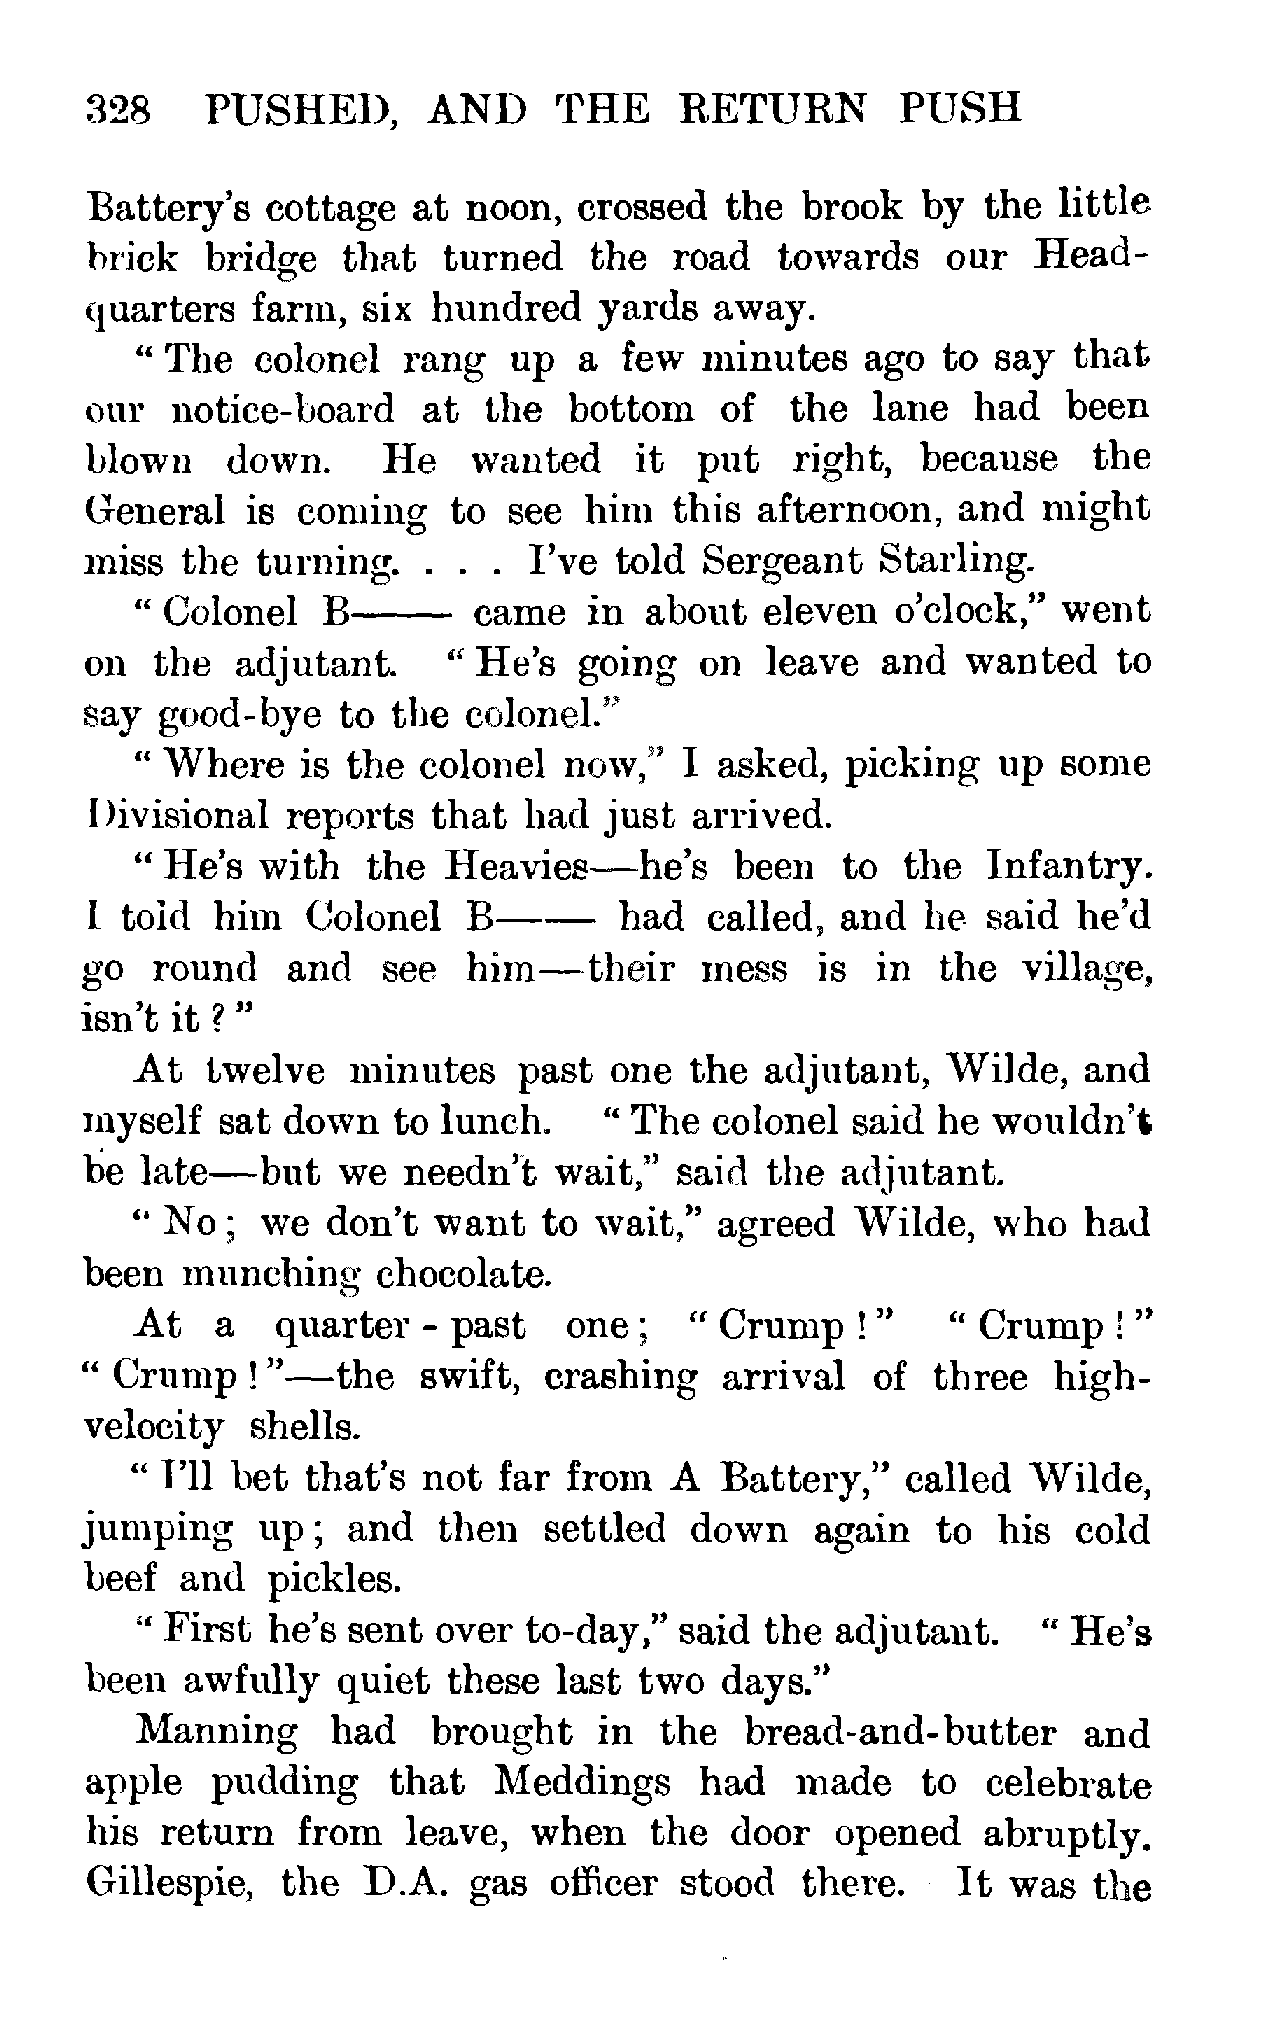 328 PUSHED, AND THE RETURN PUSH
Battery's cottage at noon, crossed the brook by the little
brick bridge that turned the road towards our Head-
quarters farm, six hundred yards away.
" The colonel rang up a few minutes ago to say that
our notice-board at the bottom of the lane had been
blown down. He wanted it put right, because the
General is coming to see him this afternoon, and might
miss the turning. . . . I've told Sergeant Starling.
" Colonel B—— came in about eleven o'clock," went
on the adjutant. " He's going on leave and wanted to
say good-bye to the colonel."
" Where is the colonel now," I asked, picking up some
Divisional reports that had just arrived.
" He's with the Heavies—he's been to the Infantry.
I told him Colonel B—— had called, and he said he'd
go round and see him—their mess is in the village,
isn't it ? "
At twelve minutes past one the adjutant, Wilde, and
myself sat down to lunch. " The colonel said he wouldn't
be late—but we needn't wait," said the adjutant.
" No ; we don't want to wait," agreed Wilde, who had
been munching chocolate.
At a quarter - past one ; " Crump ! " " Crump ! "
" Crump ! "—the swift, crashing arrival of three high-
velocity shells.
" I'll bet that's not far from A Battery," called Wilde,
jumping up ; and then settled down again to his cold
beef and pickles.
" First he's sent over to-day," said the adjutant. " He's
been awfully quiet these last two days."
Manning had brought in the bread-and-butter and
apple pudding that Meddings had made to celebrate
his return from leave, when the door opened abruptly.
Gillespie, the D.A. gas officer stood there. It was the